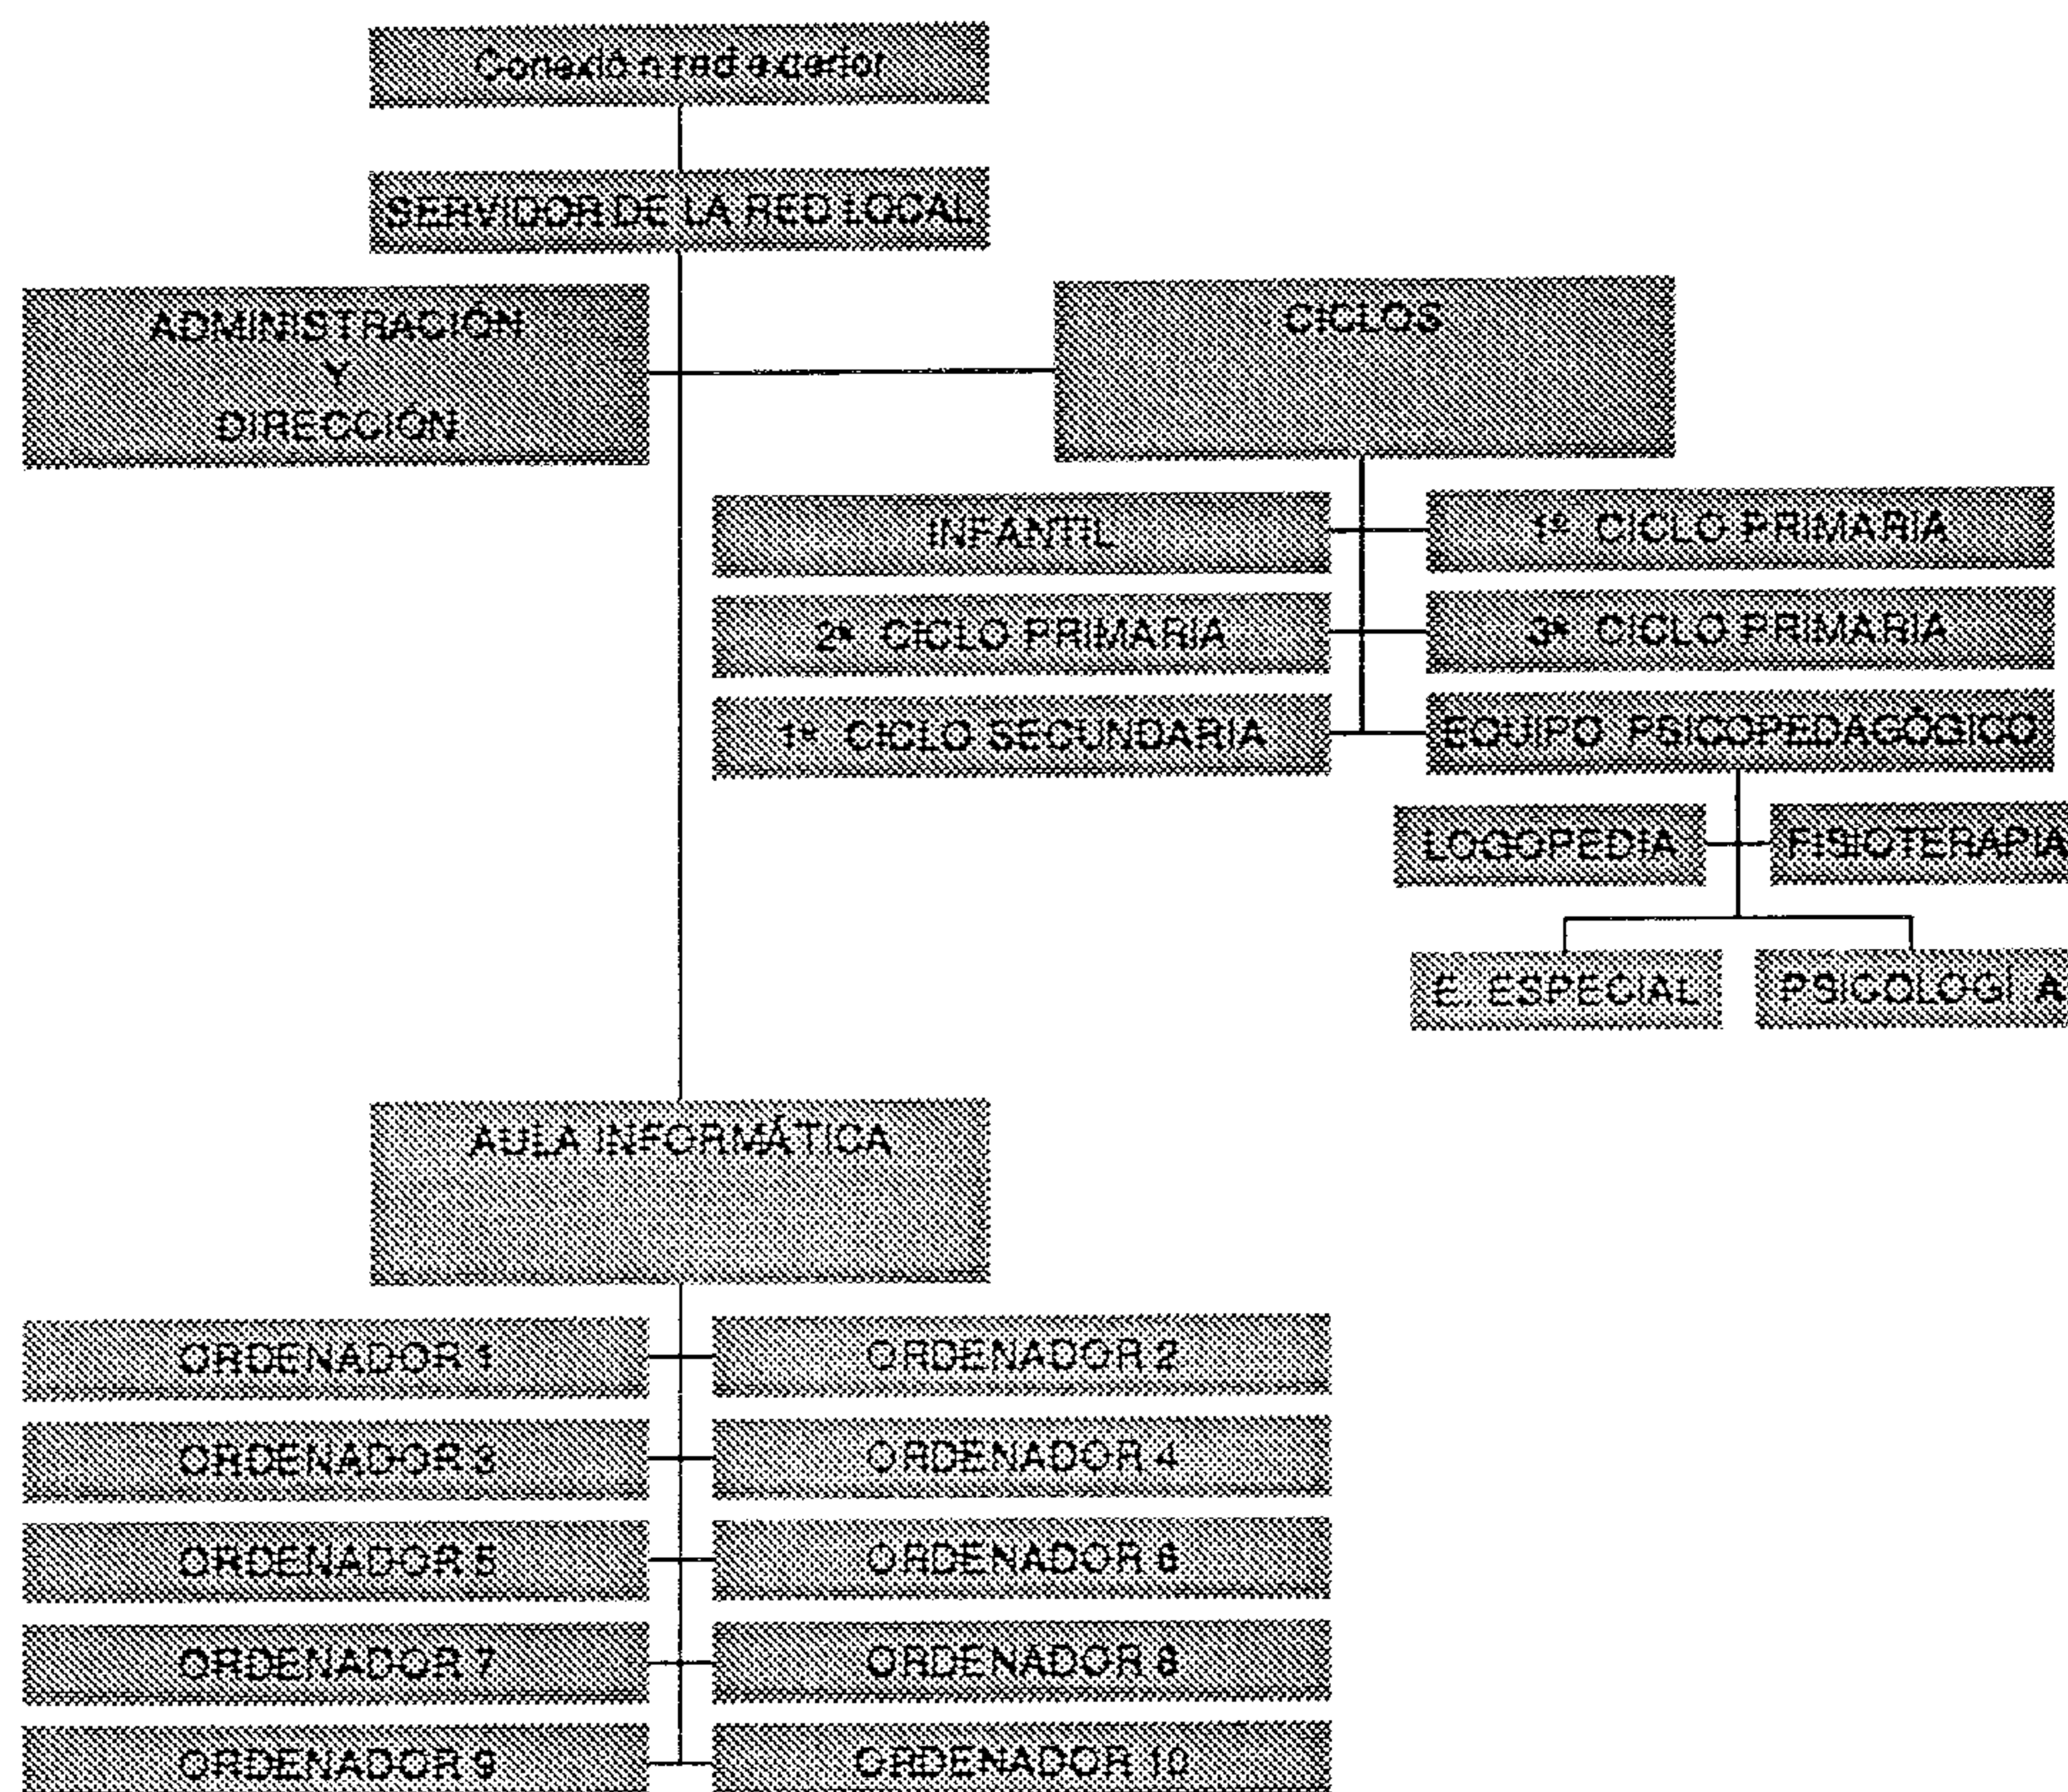 Conexió n red exterior
SERVIDOR DE LA RED LOCAL
ADMINISTRACIÓN
Y
DIRECCIÓN
CICLOS
INFANTIL
1º CICLO PRIMARIA
2º CICLO PRIMARIA
3º CICLO PRIMARIA
1º CICLO SECUNDARIA
EQUIPO PSICOPEDAGÓGICO
LOGOPEDIA
FISIOTERAPIA
E. ESPECIAL
PSICOLOGÍ A
AULA INFORMÁTICA
ORDENADOR 1
ORDENADOR 2
ORDENADOR 3
ORDENADOR 4
ORDENADOR 5
ORDENADOR 6
ORDENADOR 7
ORDENADOR 8
ORDENADOR 9
ORDENADOR 10